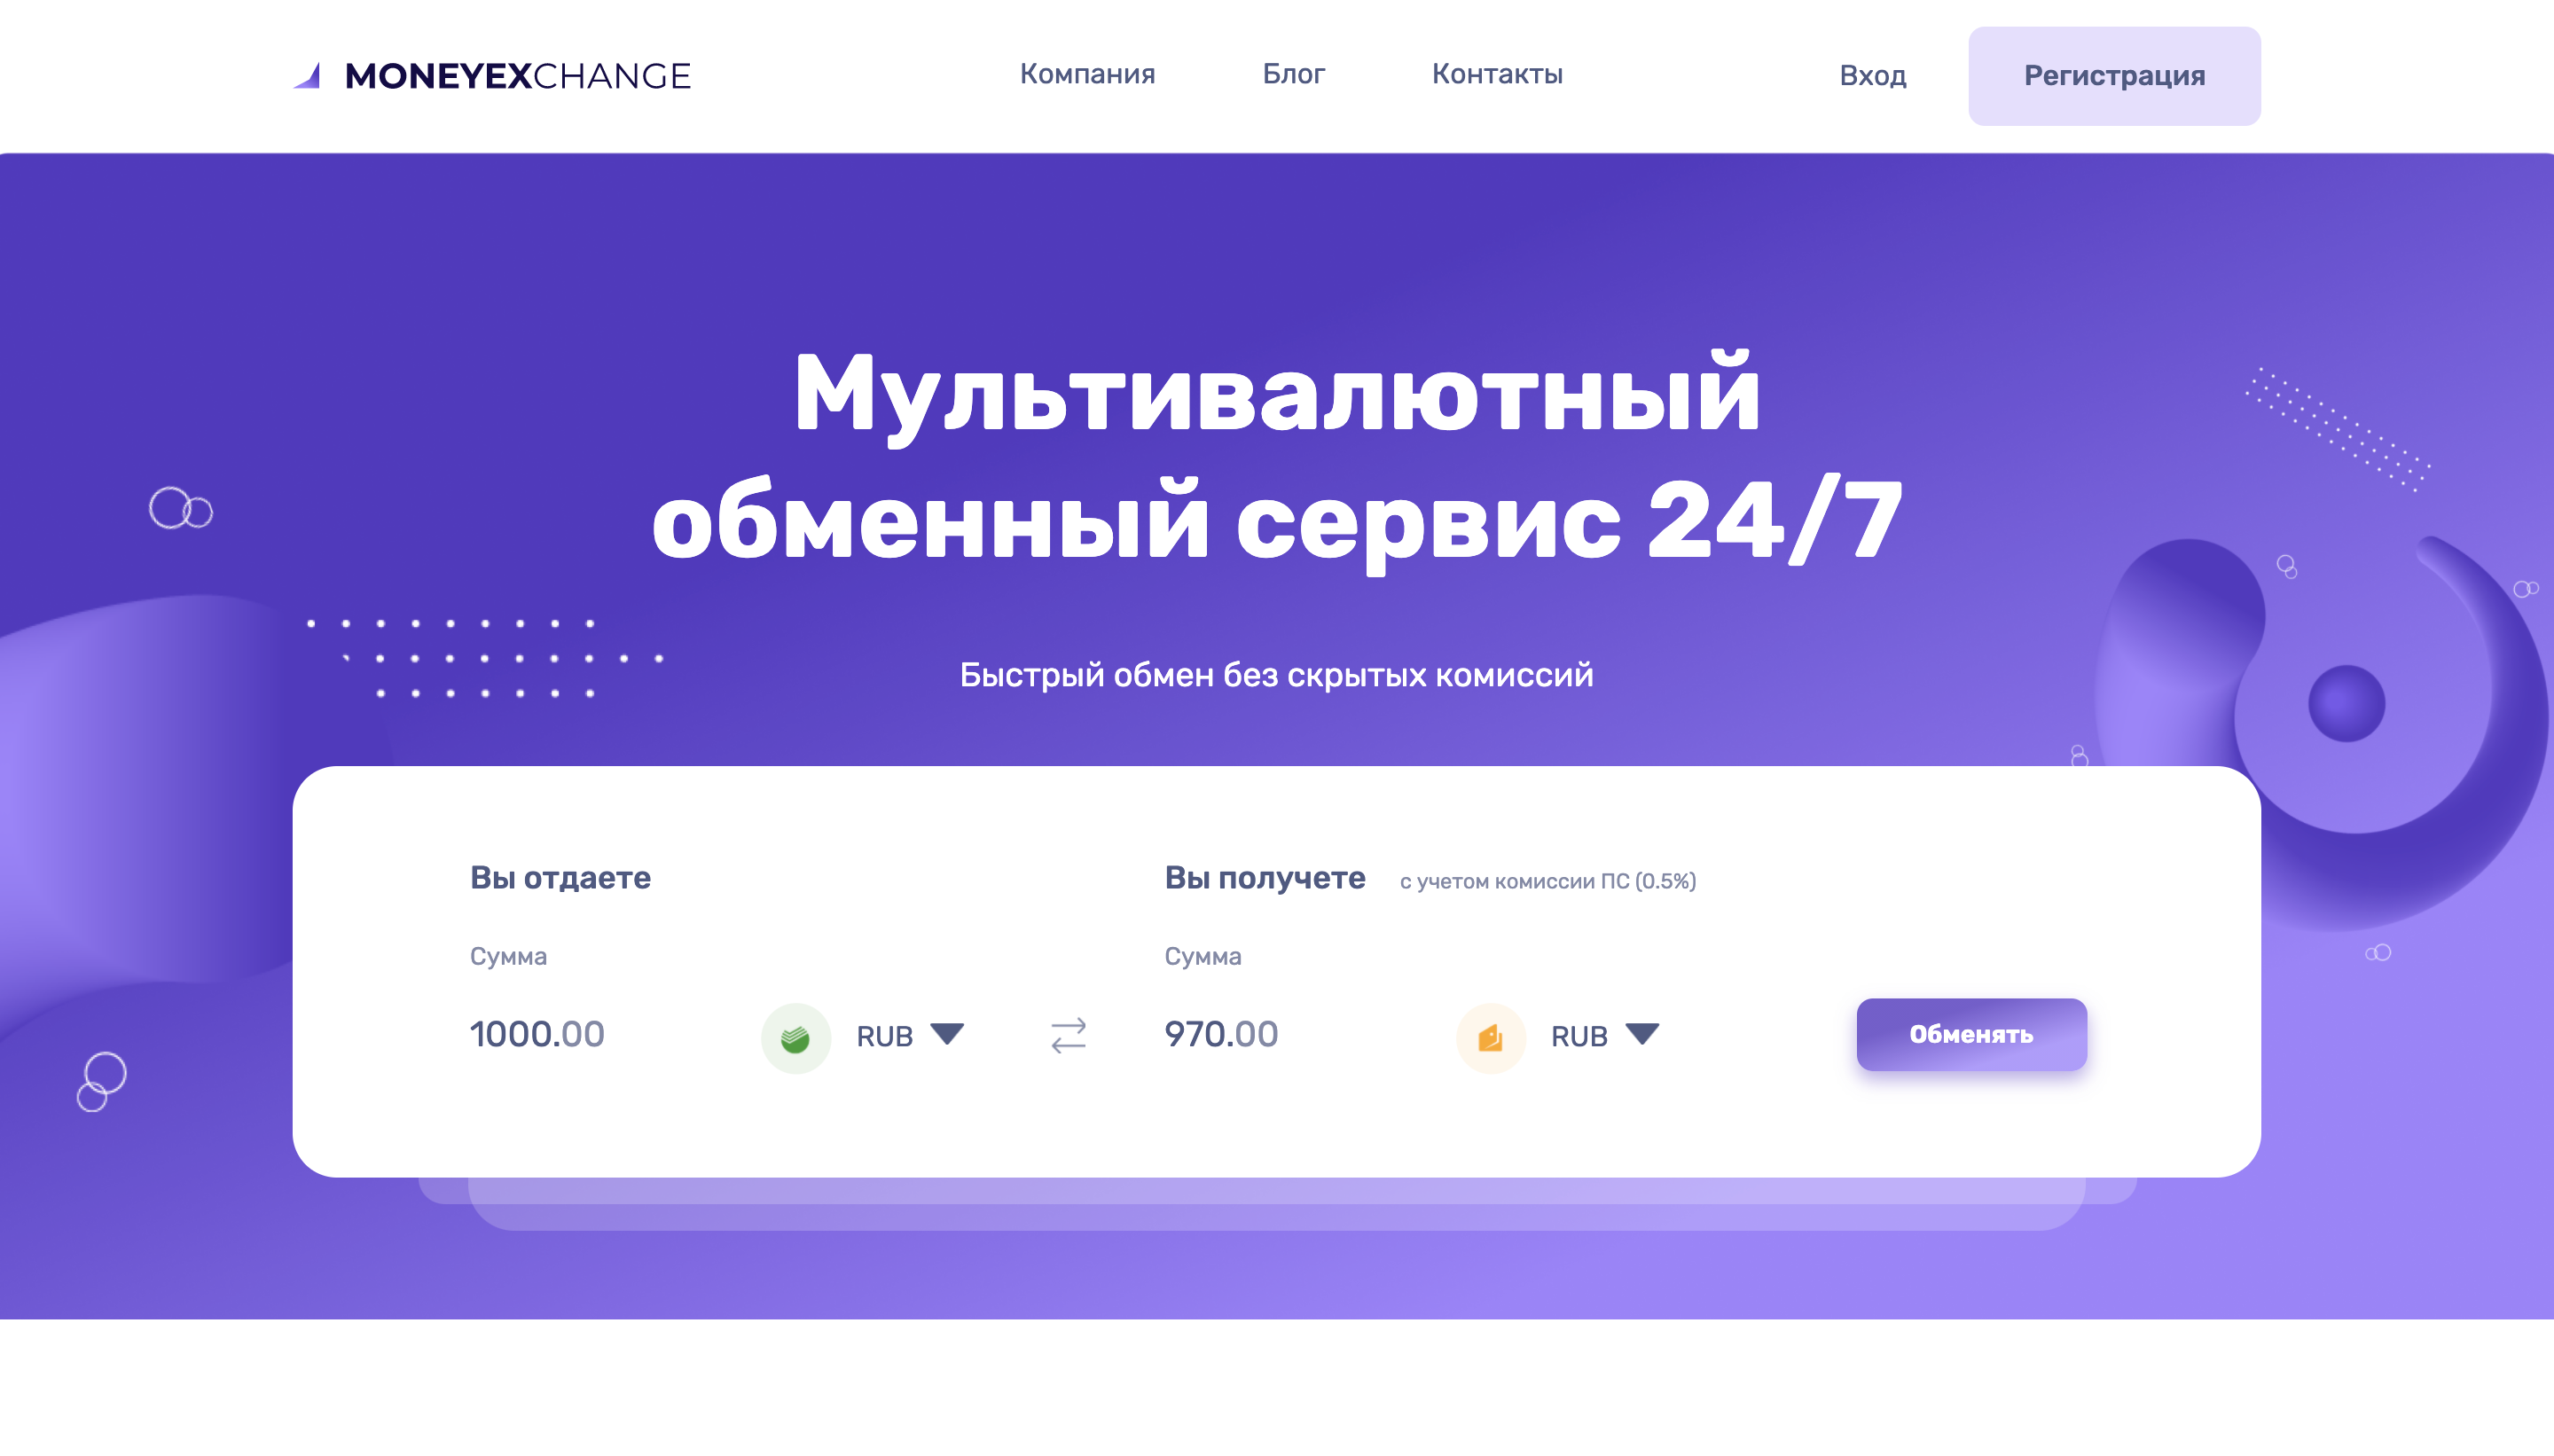 MONEYEXCHANGE
Компания
Блог
Контакты
Вход
Регистрация
Мультивалютный
обменный сервис 24/7
Быстрый обмен без скрытых комиссий
Вы отдаете
Вы получете
с учетом комиссии ПС (0.5%)
Сумма
Сумма
1000.00
RUB
970.00
RUB
Обменять